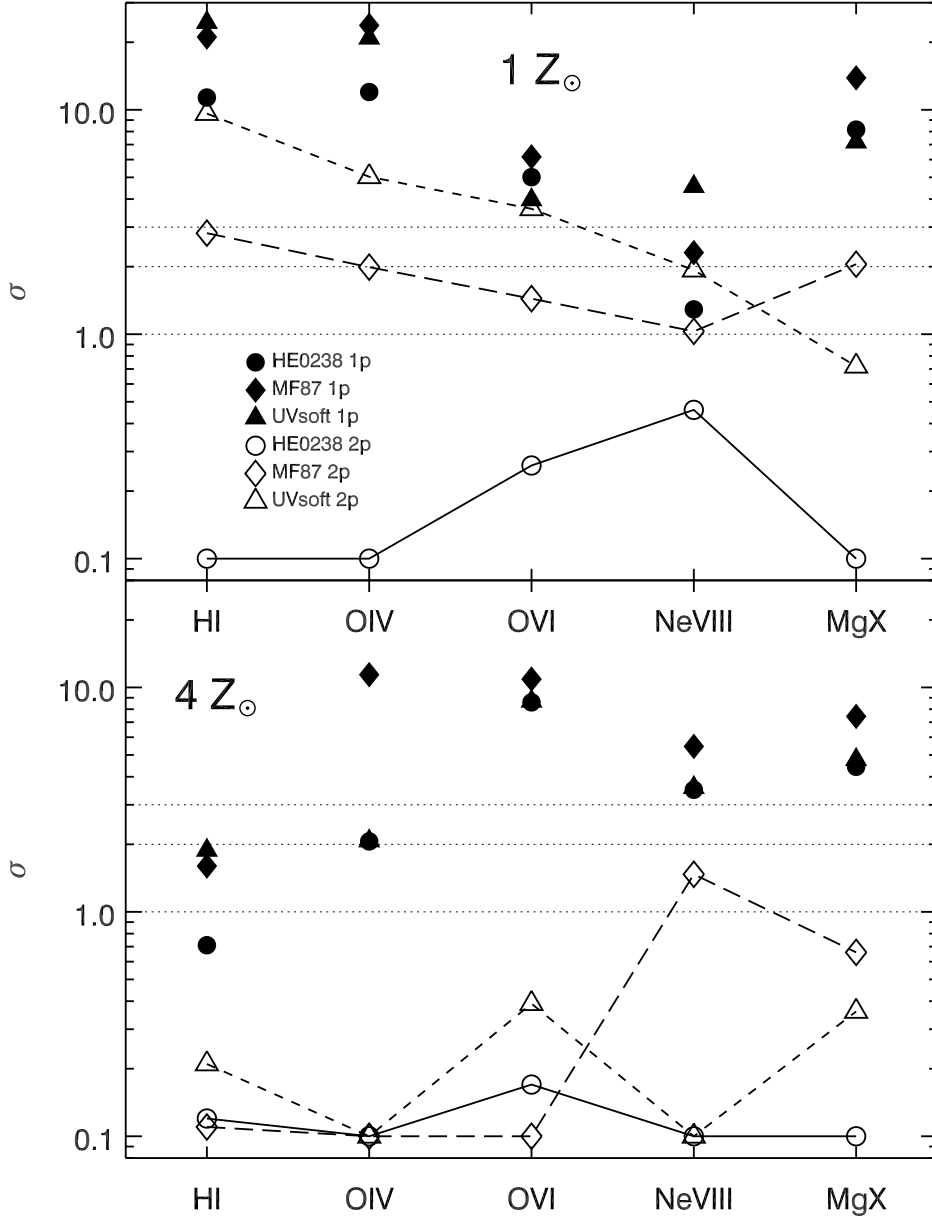 1 Z☉
10.0
σ
1.0
HE0238 1p
MF87 1p
UVsoft 1p
HE0238 2p
MF87 2p
UVsoft 2p
0.1
HI OIV OVI NeVIII MgX
4 Z☉
10.0
σ
1.0
0.1
HI OIV OVI NeVIII MgX